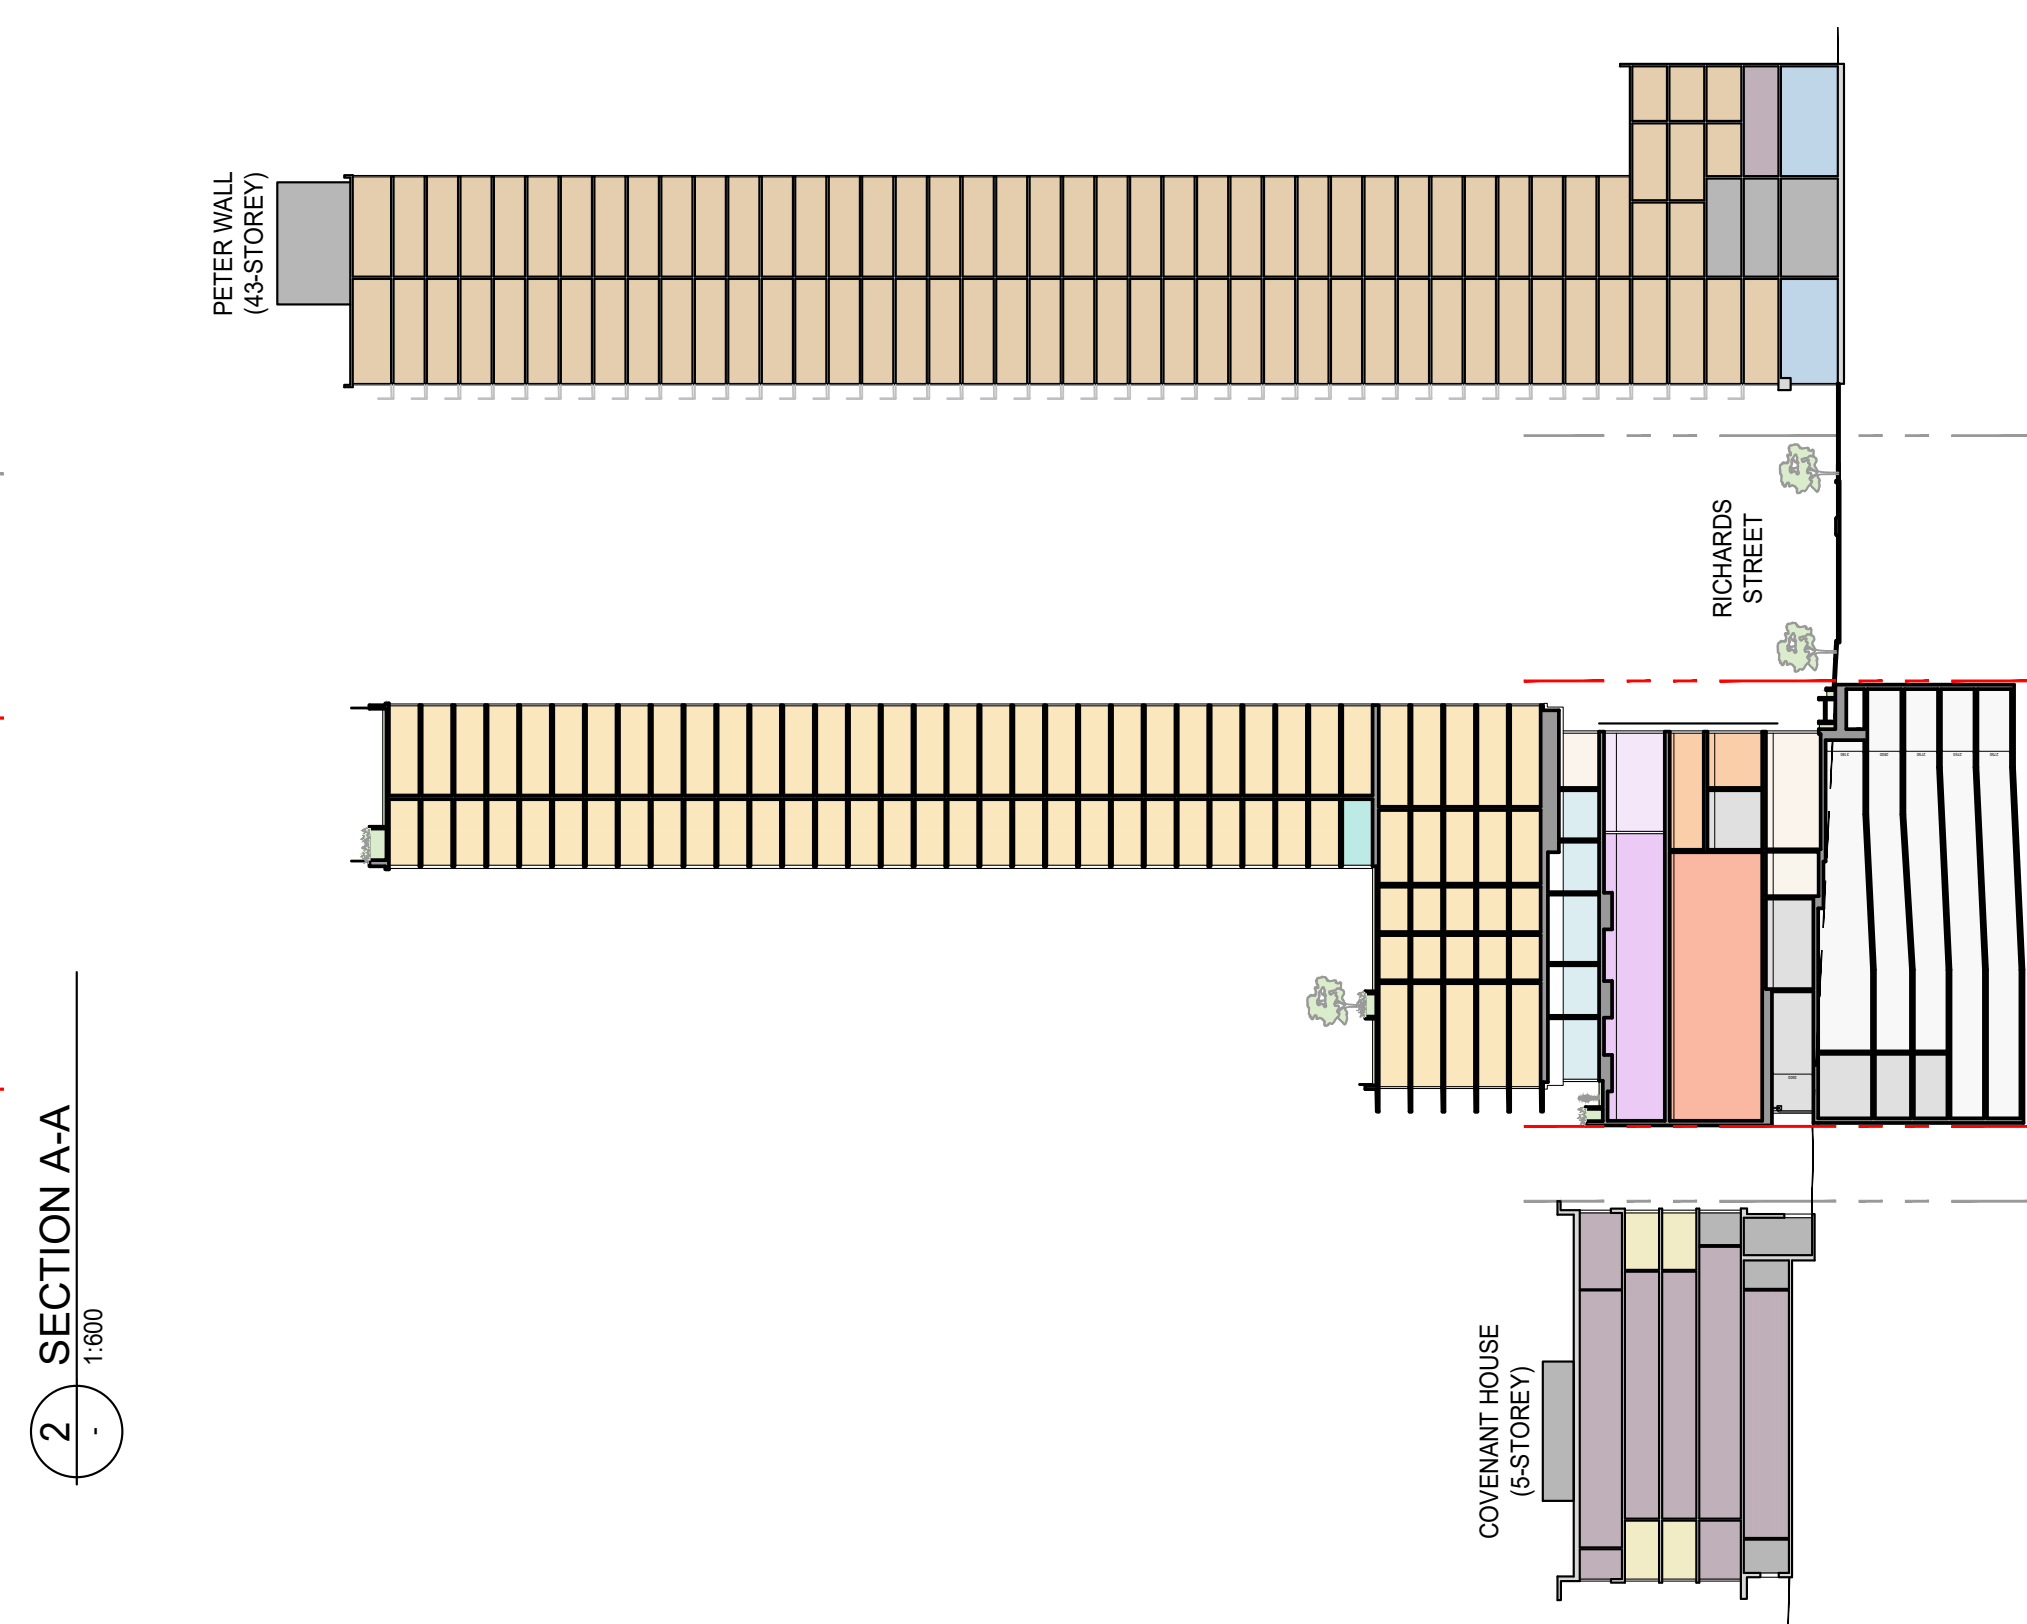 2
-
SECTION A-A
1:600
PETER WALL
(43-STOREY)
RICHARDS
STREET
COVENANT HOUSE
(5-STOREY)